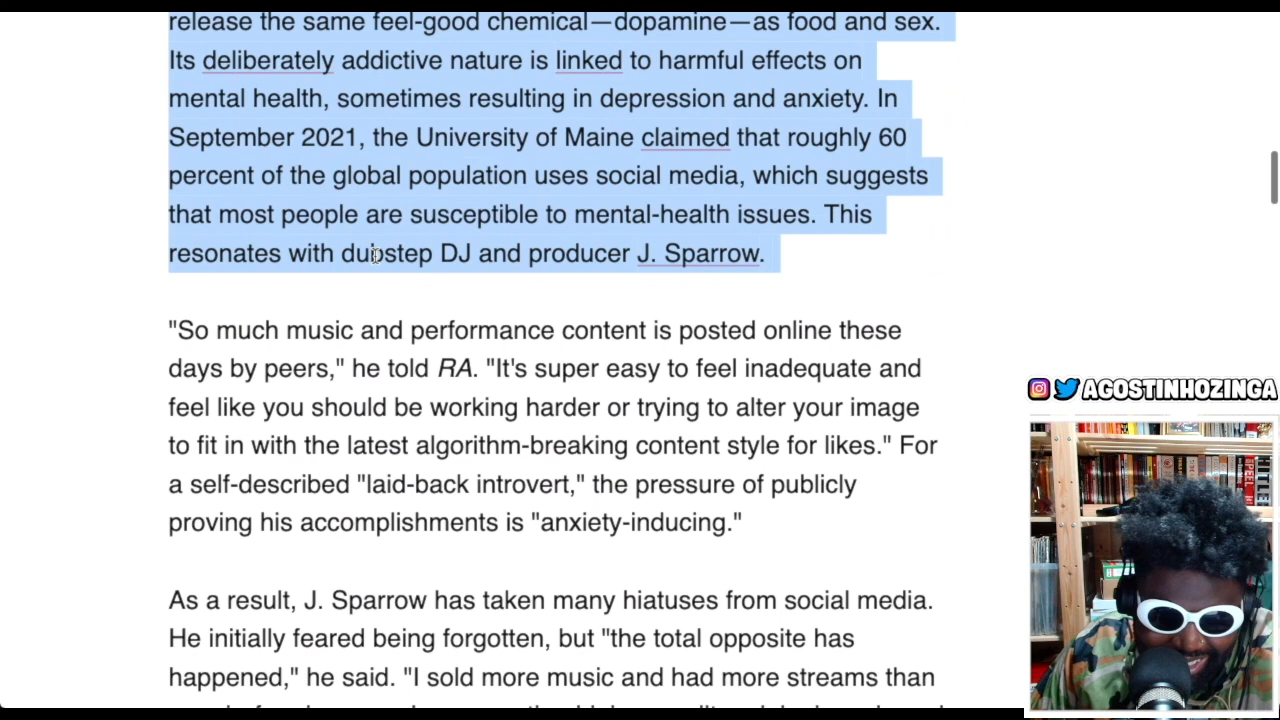 release the same feel-good chemical—dopamine—as food and sex.
Its deliberately addictive nature is linked to harmful effects on
mental health, sometimes resulting in depression and anxiety. In
September 2021, the University of Maine claimed that roughly 60
percent of the global population uses social media, which suggests
that most people are susceptible to mental-health issues. This
resonates with dubstep DJ and producer J. Sparrow.
"So much music and performance content is posted online these
days by peers," he told RA. "It's super easy to feel inadequate and
feel like you should be working harder or trying to alter your image
to fit in with the latest algorithm-breaking content style for likes." For
a self-described "laid-back introvert," the pressure of publicly
proving his accomplishments is "anxiety-inducing."
As a result, J. Sparrow has taken many hiatuses from social media.
He initially feared being forgotten, but "the total opposite has
happened," he said. "I sold more music and had more streams than
AGOSTINHOZINGA